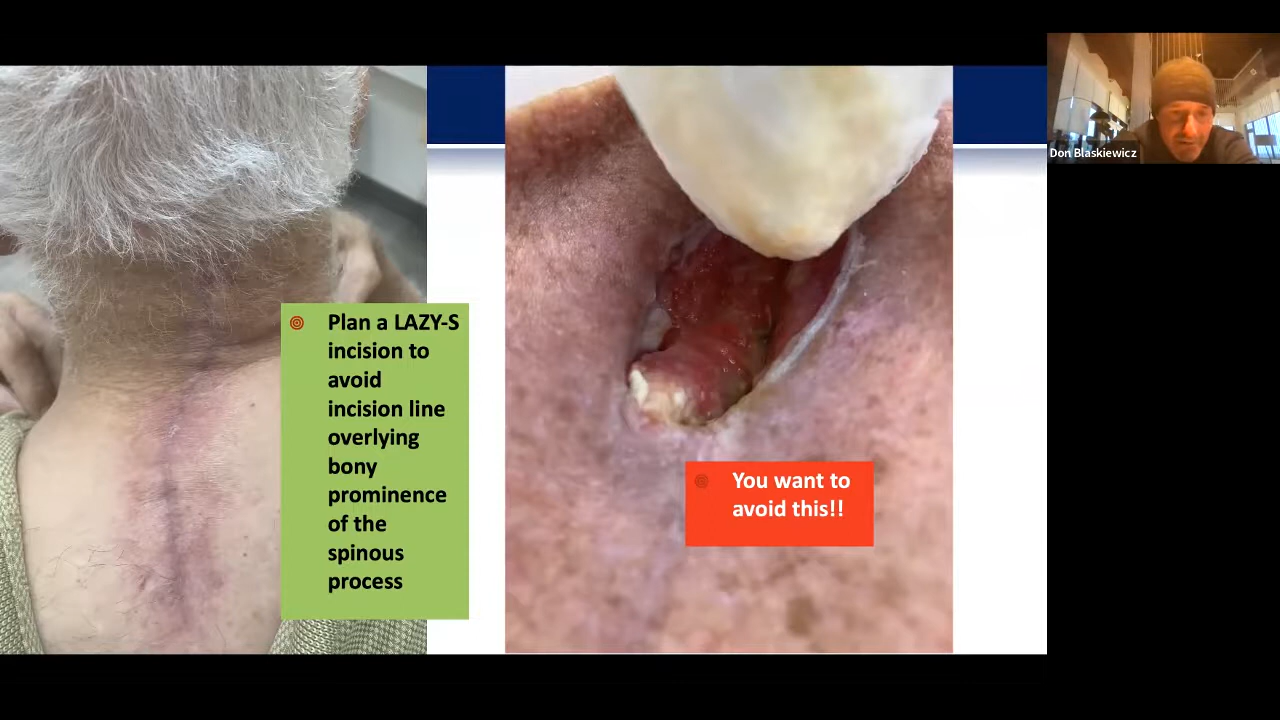 Don Blaskiewicz
Plan a LAZY-S
incision to
avoid
incision line
overlying
bony
prominence
of the
spinous
process
You want to
avoid this!!